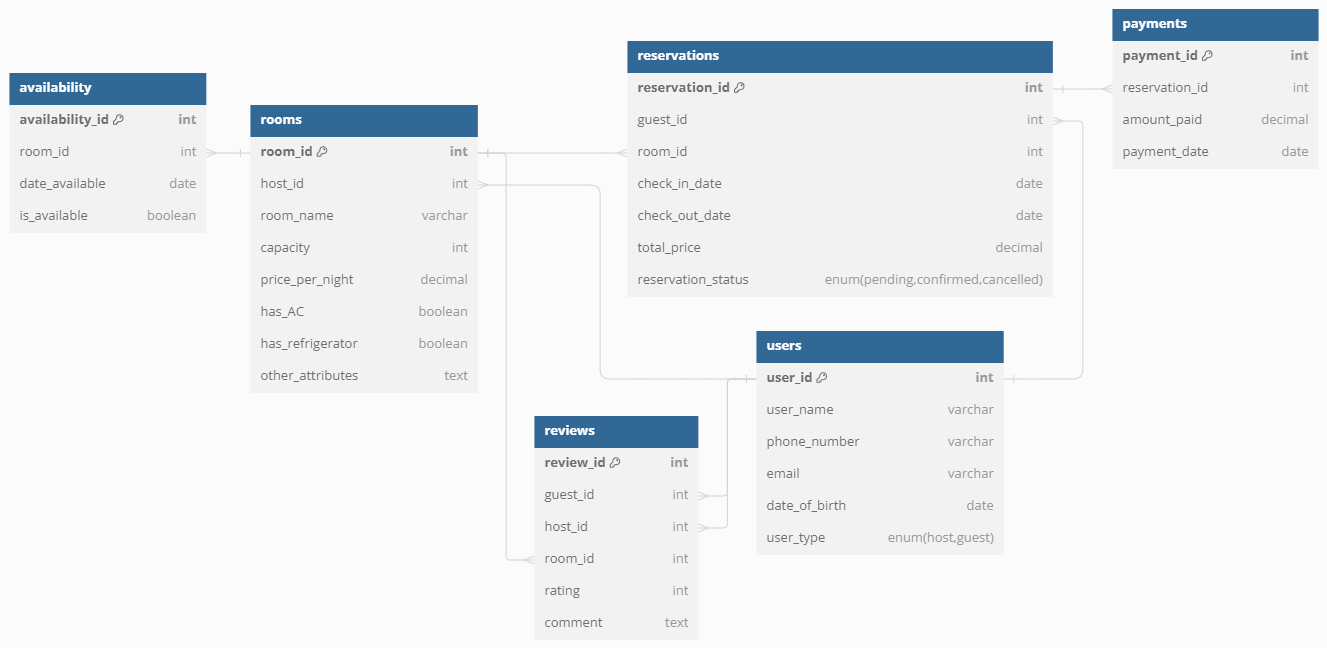 availability
availability_id int
room_id int
date_available date
is_available boolean
rooms
room_id int
host_id int
room_name varchar
capacity int
price_per_night decimal
has_AC boolean
has_refrigerator boolean
other_attributes text
reservations
reservation_id int
guest_id int
room_id int
check_in_date date
check_out_date date
total_price decimal
reservation_status enum(pending,confirmed,cancelled)
payments
payment_id int
reservation_id int
amount_paid decimal
payment_date date
users
user_id int
user_name varchar
phone_number varchar
email varchar
date_of_birth date
user_type enum(host,guest)
reviews
review_id int
guest_id int
host_id int
room_id int
rating int
comment text